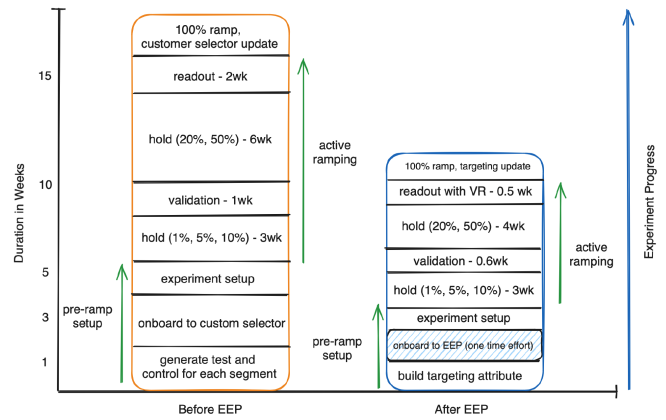 100% ramp,
customer selector update
15
readout - 2wk
hold (20%, 50%) - 6wk
active
ramping
Duration in Weeks
10
validation - 1wk
hold (1%, 5%, 10%) - 3wk
5
experiment setup
pre-ramp
setup
3
onboard to custom selector
1
generate test and
control for each segment
Before EEP
100% ramp, targeting update
readout with VR - 0.5 wk
hold (20%, 50%) - 4wk
active
ramping
validation - 0.6wk
hold (1%, 5%, 10%) - 3wk
experiment setup
pre-ramp
setup
onboard to EEP (one time effort)
build targeting attribute
After EEP
Experiment Progress